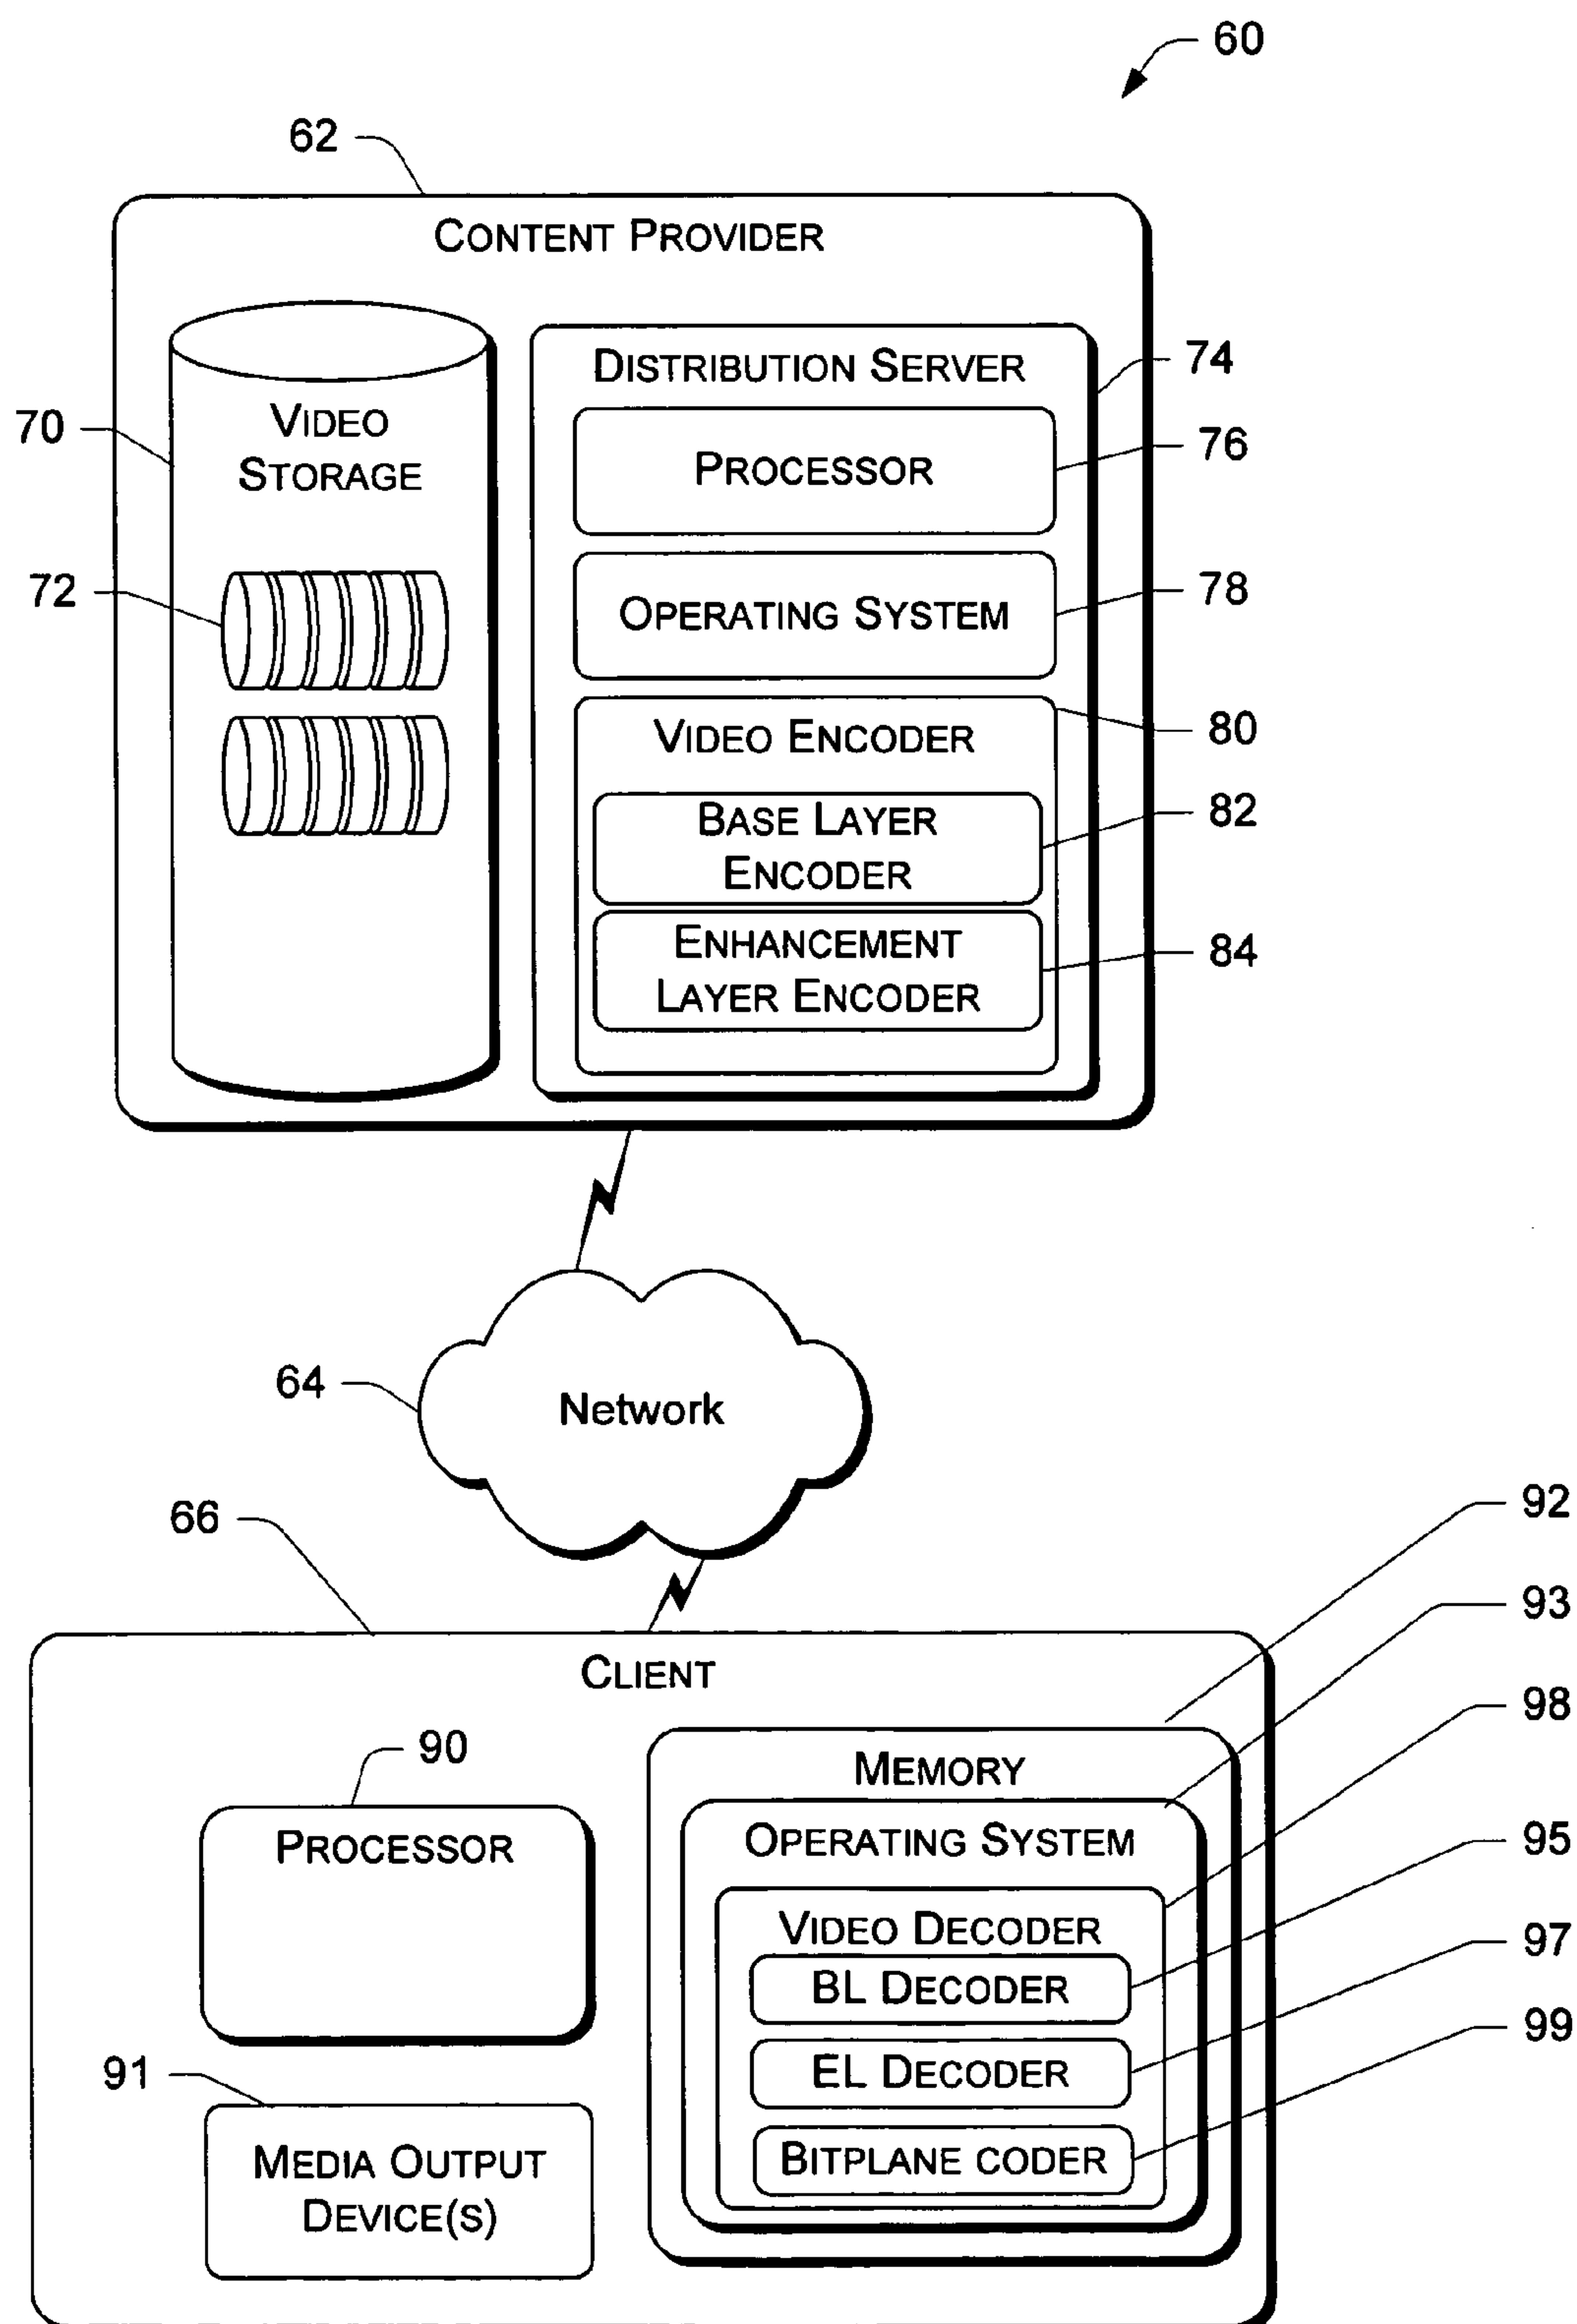 60
62
CONTENT PROVIDER
DISTRIBUTION SERVER
74
70
VIDEO
STORAGE
PROCESSOR
76
72
OPERATING SYSTEM
78
VIDEO ENCODER
80
BASE LAYER
ENCODER
82
ENHANCEMENT
LAYER ENCODER
84
64
Network
66
92
93
CLIENT
98
90
MEMORY
PROCESSOR
OPERATING SYSTEM
95
VIDEO DECODER
97
BL DECODER
99
EL DECODER
91
MEDIA OUTPUT
DEVICE(S)
BITPLANE CODER